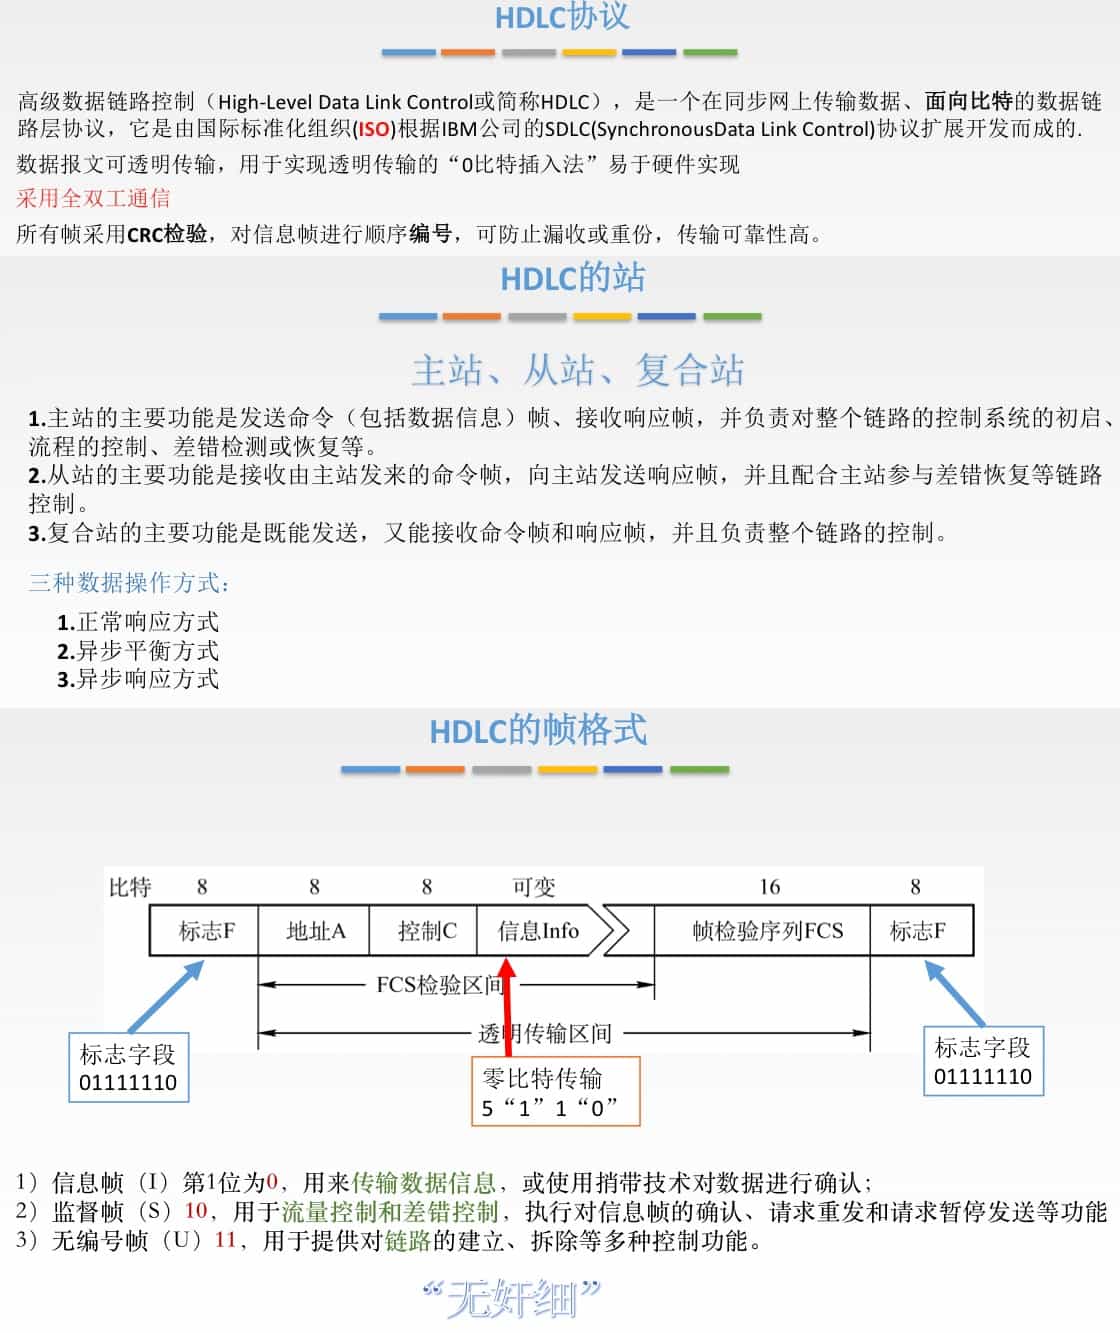 HDLC协议
高级数据链路控制（High-Level Data Link Control或简称HDLC），是一个在同步网上传输数据、面向比特的数据链
路层协议，它是由国际标准化组织(ISO)根据IBM公司的SDLC(SynchronousData Link Control)协议扩展开发而成的.
数据报文可透明传输，用于实现透明传输的“0比特插入法”易于硬件实现
采用全双工通信
所有帧采用CRC检验，对信息帧进行顺序编号，可防止漏收或重份，传输可靠性高。
HDLC的站
主站、从站、复合站
1.主站的主要功能是发送命令（包括数据信息）帧、接收响应帧，并负责对整个链路的控制系统的初启、
流程的控制、差错检测或恢复等。
2.从站的主要功能是接收由主站发来的命令帧，向主站发送响应帧，并且配合主站参与差错恢复等链路
控制。
3.复合站的主要功能是既能发送，又能接收命令帧和响应帧，并且负责整个链路的控制。
三种数据操作方式：
1.正常响应方式
2.异步平衡方式
3.异步响应方式
HDLC的帧格式
比特 8 8 8 可变 16 8
标志F 地址A 控制C 信息Info 帧检验序列FCS 标志F
FCS检验区间
透明传输区间
标志字段
01111110
零比特传输
5“1”1“0”
标志字段
01111110
1）信息帧（I）第1位为0，用来传输数据信息，或使用捎带技术对数据进行确认；
2）监督帧（S）10，用于流量控制和差错控制，执行对信息帧的确认、请求重发和请求暂停发送等功能
3）无编号帧（U）11，用于提供对链路的建立、拆除等多种控制功能。
“无奸细”